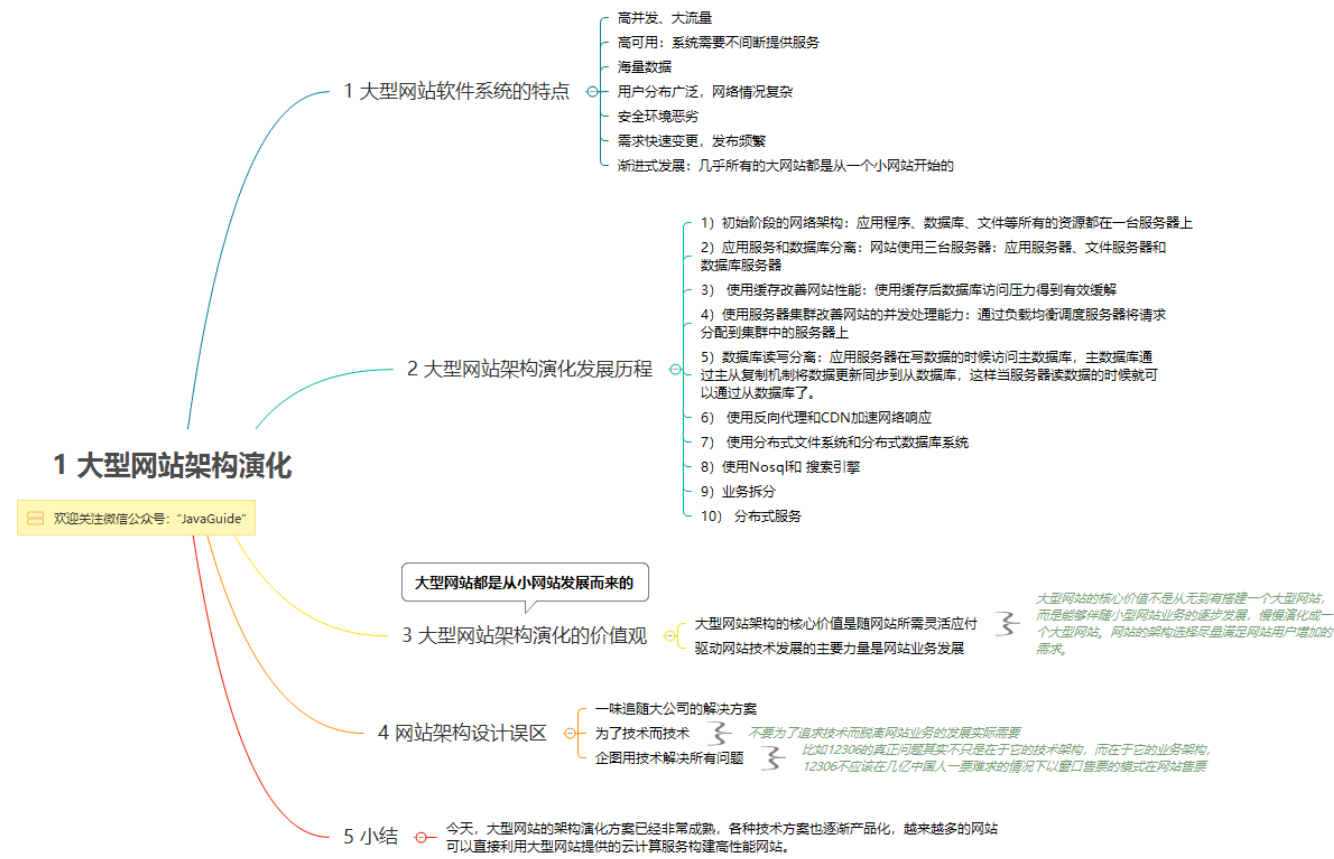 1 大型网站架构演化
欢迎关注微信公众号：“JavaGuide”
1 大型网站软件系统的特点
高并发、大流量
高可用：系统需要不间断提供服务
海量数据
用户分布广泛，网络情况复杂
安全环境恶劣
需求快速变更，发布频繁
渐进式发展：几乎所有的大网站都是从一个小网站开始的
2 大型网站架构演化发展历程
1）初始阶段的网络架构：应用程序、数据库、文件等所有的资源都在一台服务器上
2）应用服务和数据库分离：网站使用三台服务器：应用服务器、文件服务器和
数据库服务器
3） 使用缓存改善网站性能：使用缓存后数据库访问压力得到有效缓解
4）使用服务器集群改善网站的并发处理能力：通过负载均衡调度服务器将请求
分配到集群中的服务器上
5）数据库读写分离：应用服务器在写数据的时候访问主数据库，主数据库通
过主从复制机制将数据更新同步到从数据库，这样当服务器读数据的时候就可
以通过从数据库了。
6） 使用反向代理和CDN加速网络响应
7） 使用分布式文件系统和分布式数据库系统
8）使用Nosql和 搜索引擎
9）业务拆分
10） 分布式服务
大型网站都是从小网站发展而来的
3 大型网站架构演化的价值观
大型网站架构的核心价值是随网站所需灵活应付
大型网站的核心价值不是从无到有搭建一个大型网站，
而是能够伴随小型网站业务的逐步发展，慢慢演化成一
个大型网站。网站的架构选择尽量满足网站用户增加的
需求。
驱动网站技术发展的主要力量是网站业务发展
4 网站架构设计误区
一味追随大公司的解决方案
为了技术而技术
不要为了追求技术而脱离网站业务的发展实际需要
企图用技术解决所有问题
比如12306的真正问题其实不只是在于它的技术架构，而在于它的业务架构，
12306不应该在几亿中国人一票难求的情况下以窗口售票的模式在网站售票
5 小结
今天，大型网站的架构演化方案已经非常成熟，各种技术方案也逐渐产品化，越来越多的网站
可以直接利用大型网站提供的云计算服务构建高性能网站。